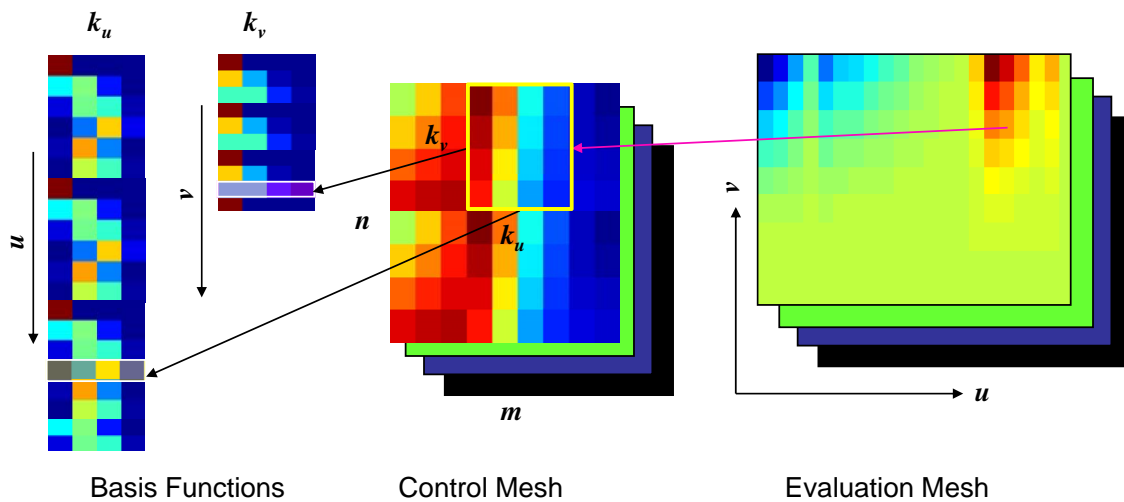 k_u
k_v
u
v
k_v
n
k_u
m
v
u
Basis Functions
Control Mesh
Evaluation Mesh